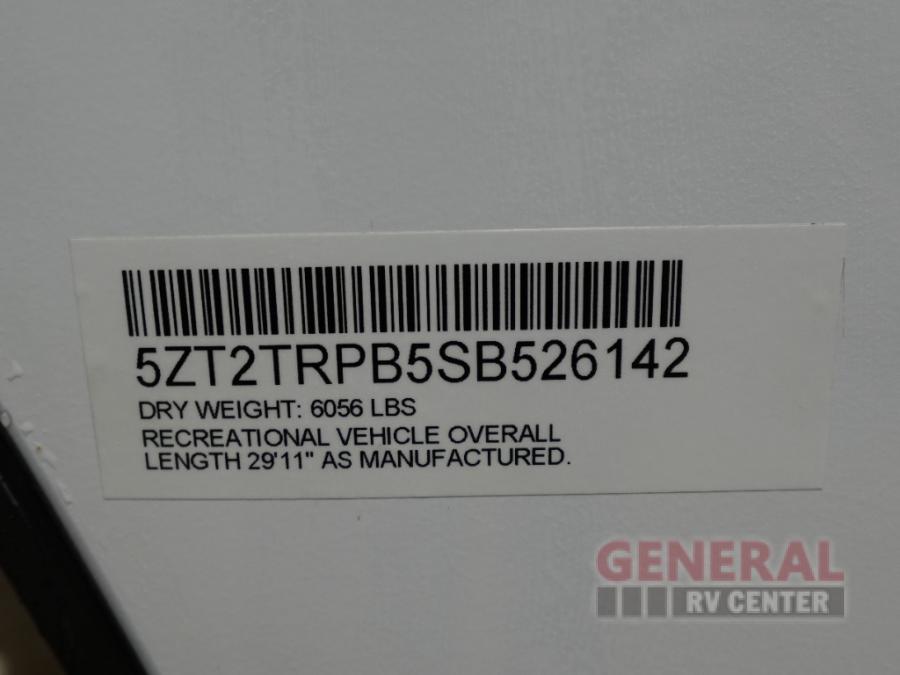 5ZT2TRPB5SB526142
DRY WEIGHT: 6056 LBS
RECREATIONAL VEHICLE OVERALL
LENGTH 29'11" AS MANUFACTURED.
GENERAL
RV CENTER